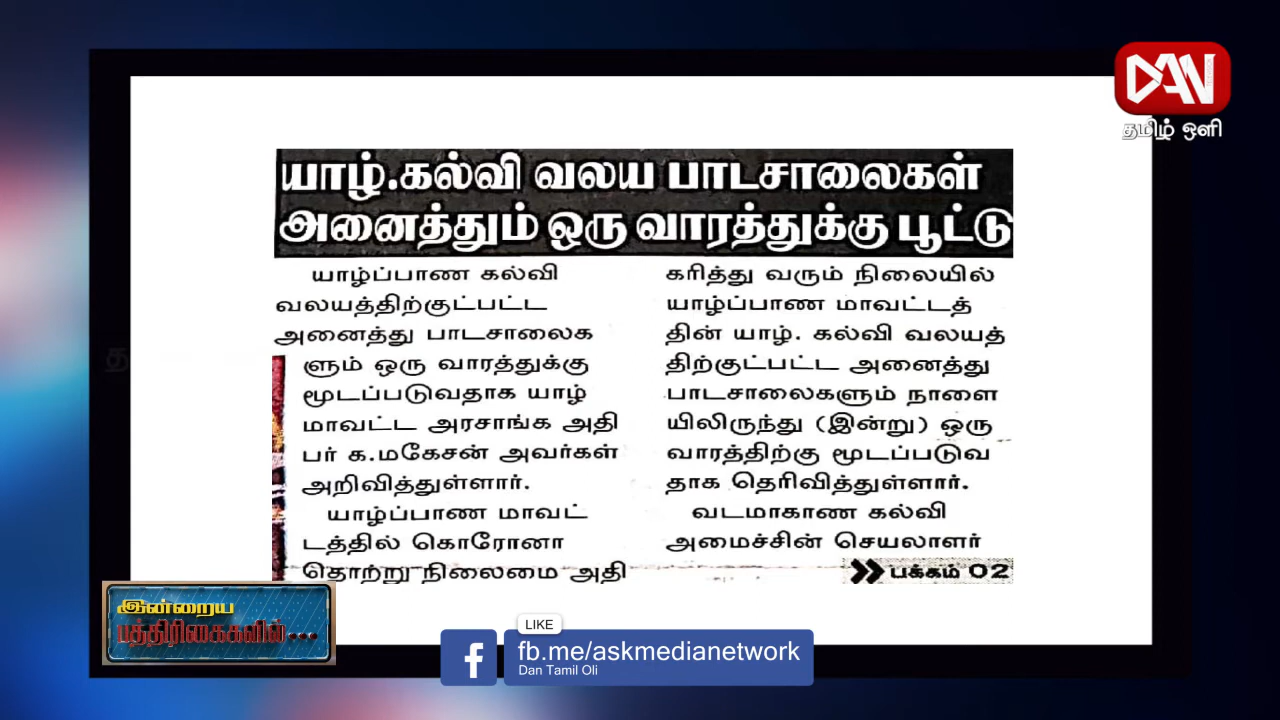 DAN
தமிழ் ஒளி
யாழ்.கல்வி வலய பாடசாலைகள்
அனைத்தும் ஒரு வாரத்துக்கு பூட்டு
யாழ்ப்பாண கல்வி
வலயத்திற்குட்பட்ட
அனைத்து பாடசாலைக
ளும் ஒரு வாரத்துக்கு
மூடப்படுவதாக யாழ்
மாவட்ட அரசாங்க அதி
பர் க.மகேசன் அவர்கள்
அறிவித்துள்ளார்.
யாழ்ப்பாண மாவட்
டத்தில் கொரோனா
தொற்று நிலைமை அதி
கரித்து வரும் நிலையில்
யாழ்ப்பாண மாவட்டத்
தின் யாழ். கல்வி வலயத்
திற்குட்பட்ட அனைத்து
பாடசாலைகளும் நாளை
யிலிருந்து (இன்று) ஒரு
வாரத்திற்கு மூடப்படுவ
தாக தெரிவித்துள்ளார்.
வடமாகாண கல்வி
அமைச்சின் செயலாளர்
பக்கம் 02
இன்றைய
பத்திரிகைகளில்...
LIKE
fb.me/askmedianetwork
Dan Tamil Oli